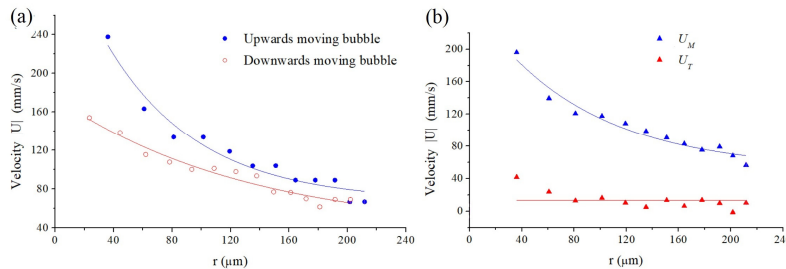 (a)
240
200
160
120
80
40
Velocity |U| (mm/s)
Upwards moving bubble
Downwards moving bubble
0 40 80 120 160 200 240
r (μm)
(b)
200
160
120
80
40
0
Velocity |U| (mm/s)
U_M
U_T
0 40 80 120 160 200 240
r (μm)